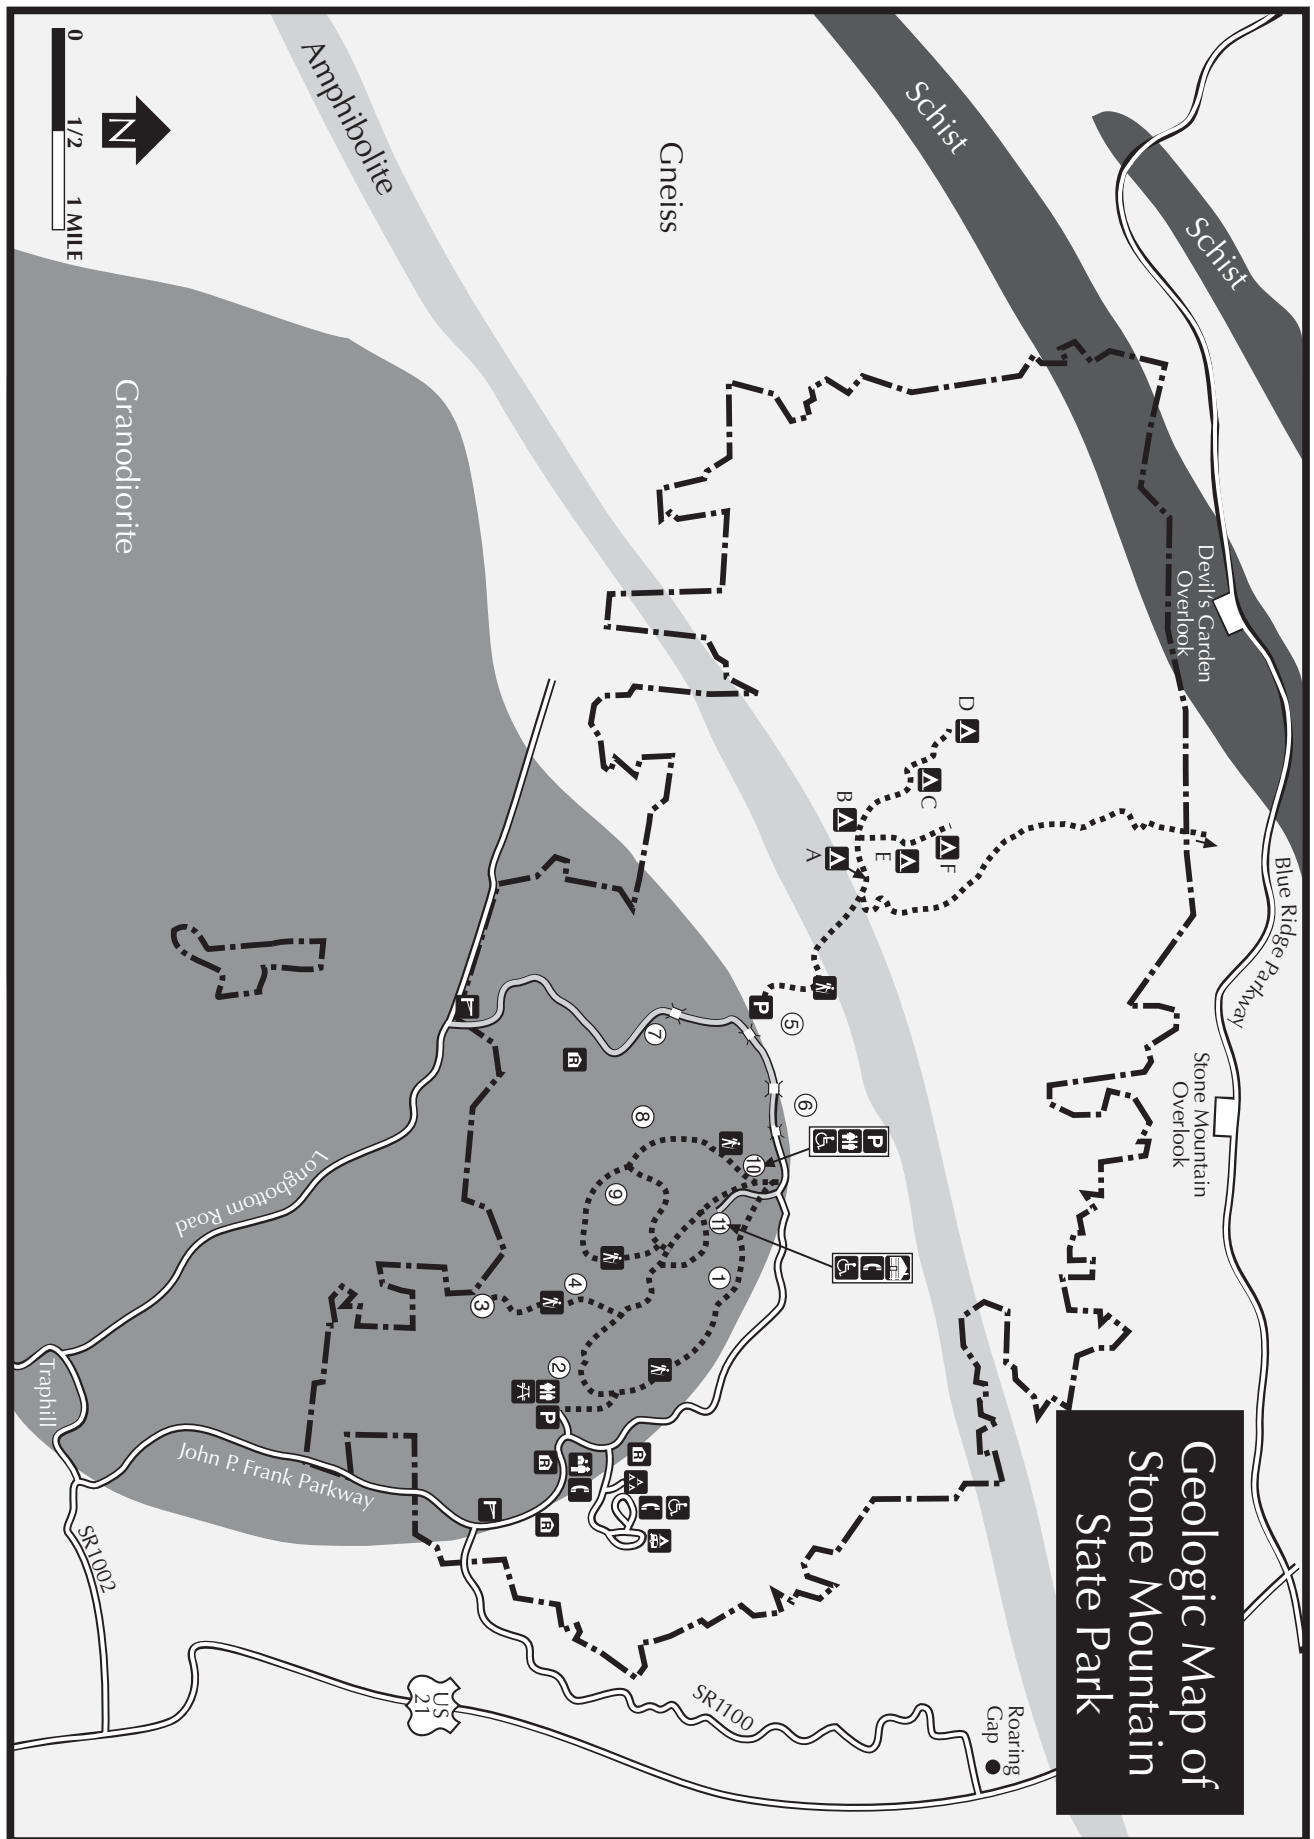 Geologic Map of
Stone Mountain
State Park
Schist
Schist
Devil's Garden
Overlook
Blue Ridge Parkway
Stone Mountain
Overlook
Roaring
Gap
Gneiss
D
C
B
F
E
A
P
5
6
P
7
8
10
9
11
1
4
3
2
P
R
R
R
R
SR1100
Amphibolite
Granodiorite
Longbottom Road
John P. Frank Parkway
Traphill
SR1002
US
21
N
0
1/2
1 MILE